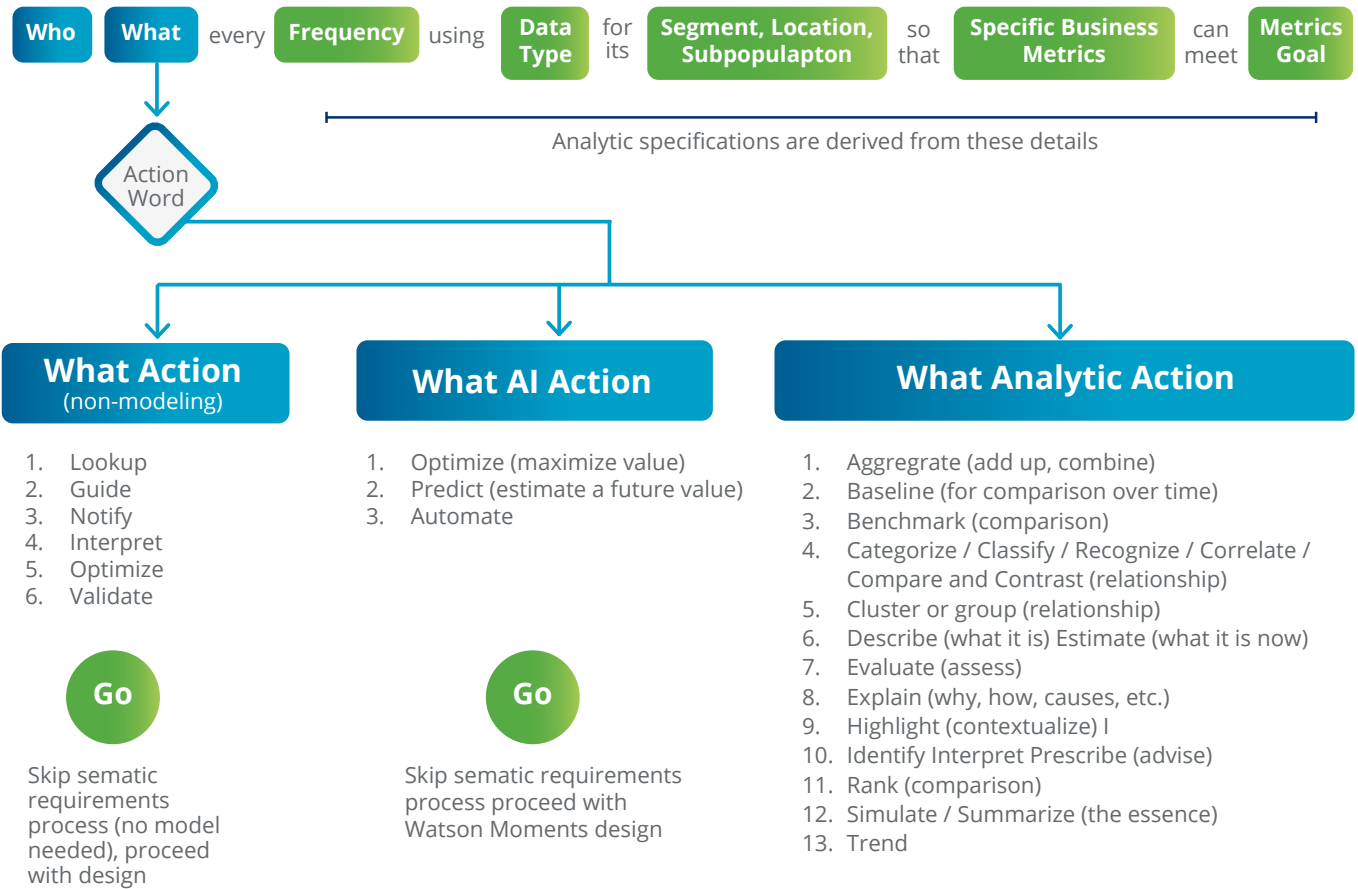 Who What every Frequency using Data Type for its Segment, Location, Subpopulapton so that Specific Business Metrics can meet Metrics Goal
Analytic specifications are derived from these details
Action
Word
What Action
(non-modeling)
1. Lookup
2. Guide
3. Notify
4. Interpret
5. Optimize
6. Validate
Go
Skip sematic
requirements
process (no model
needed), proceed
with design
What AI Action
1. Optimize (maximize value)
2. Predict (estimate a future value)
3. Automate
Go
Skip sematic requirements
process proceed with
Watson Moments design
What Analytic Action
1. Aggregrate (add up, combine)
2. Baseline (for comparison over time)
3. Benchmark (comparison)
4. Categorize / Classify / Recognize / Correlate /
Compare and Contrast (relationship)
5. Cluster or group (relationship)
6. Describe (what it is) Estimate (what it is now)
7. Evaluate (assess)
8. Explain (why, how, causes, etc.)
9. Highlight (contextualize) I
10. Identify Interpret Prescribe (advise)
11. Rank (comparison)
12. Simulate / Summarize (the essence)
13. Trend